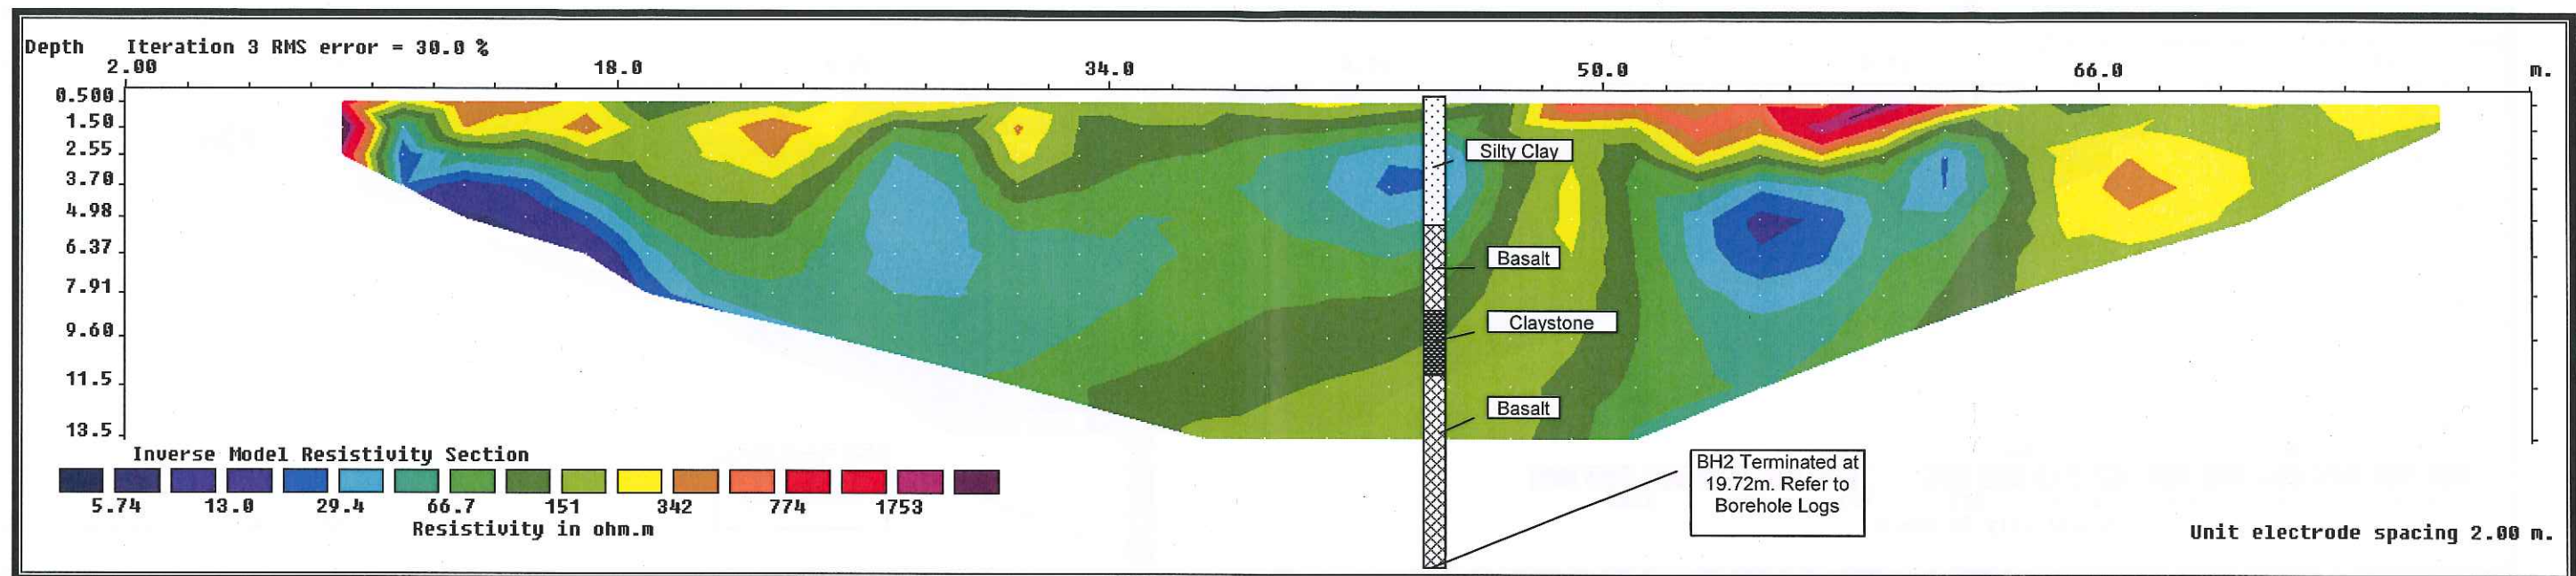 Depth Iteration 3 RMS error = 30.0 %
2.00 18.0 34.0 50.0 66.0 m.
0.500
1.50
2.55
3.70
4.98
6.37
7.91
9.60
11.5
13.5
Silty Clay
Basalt
Claystone
Basalt
BH2 Terminated at
19.72m. Refer to
Borehole Logs
Inverse Model Resistivity Section
5.74 13.0 29.4 66.7 151 342 774 1753
Resistivity in ohm.m
Unit electrode spacing 2.00 m.